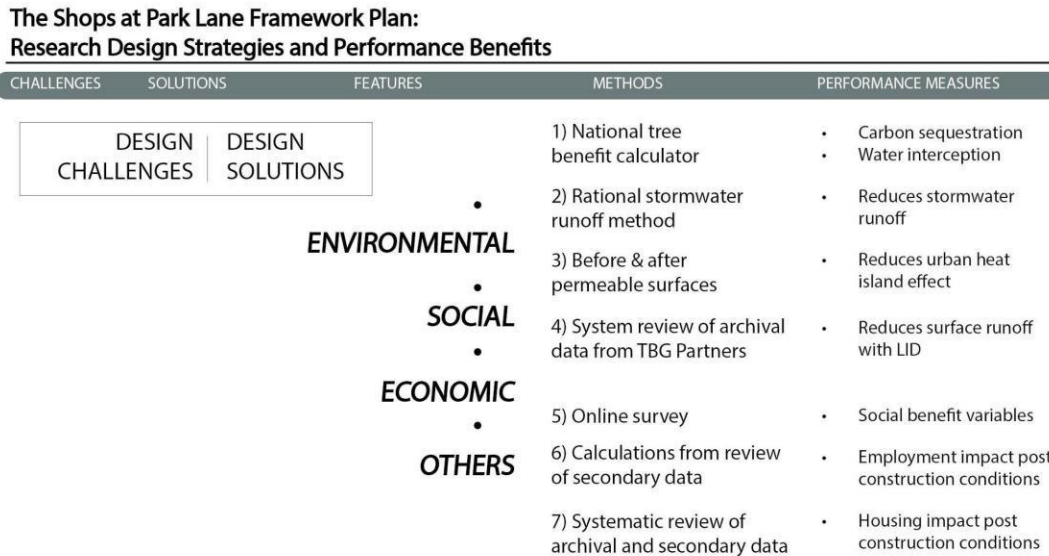 The Shops at Park Lane Framework Plan:
Research Design Strategies and Performance Benefits
CHALLENGES SOLUTIONS FEATURES METHODS PERFORMANCE MEASURES
DESIGN CHALLENGES
DESIGN SOLUTIONS
• ENVIRONMENTAL
• SOCIAL
• ECONOMIC
• OTHERS
1) National tree
benefit calculator
2) Rational stormwater
runoff method
3) Before & after
permeable surfaces
4) System review of archival
data from TBG Partners
5) Online survey
6) Calculations from review
of secondary data
7) Systematic review of
archival and secondary data
• Carbon sequestration
• Water interception
• Reduces stormwater
runoff
• Reduces urban heat
island effect
• Reduces surface runoff
with LID
• Social benefit variables
• Employment impact post
construction conditions
• Housing impact post
construction conditions